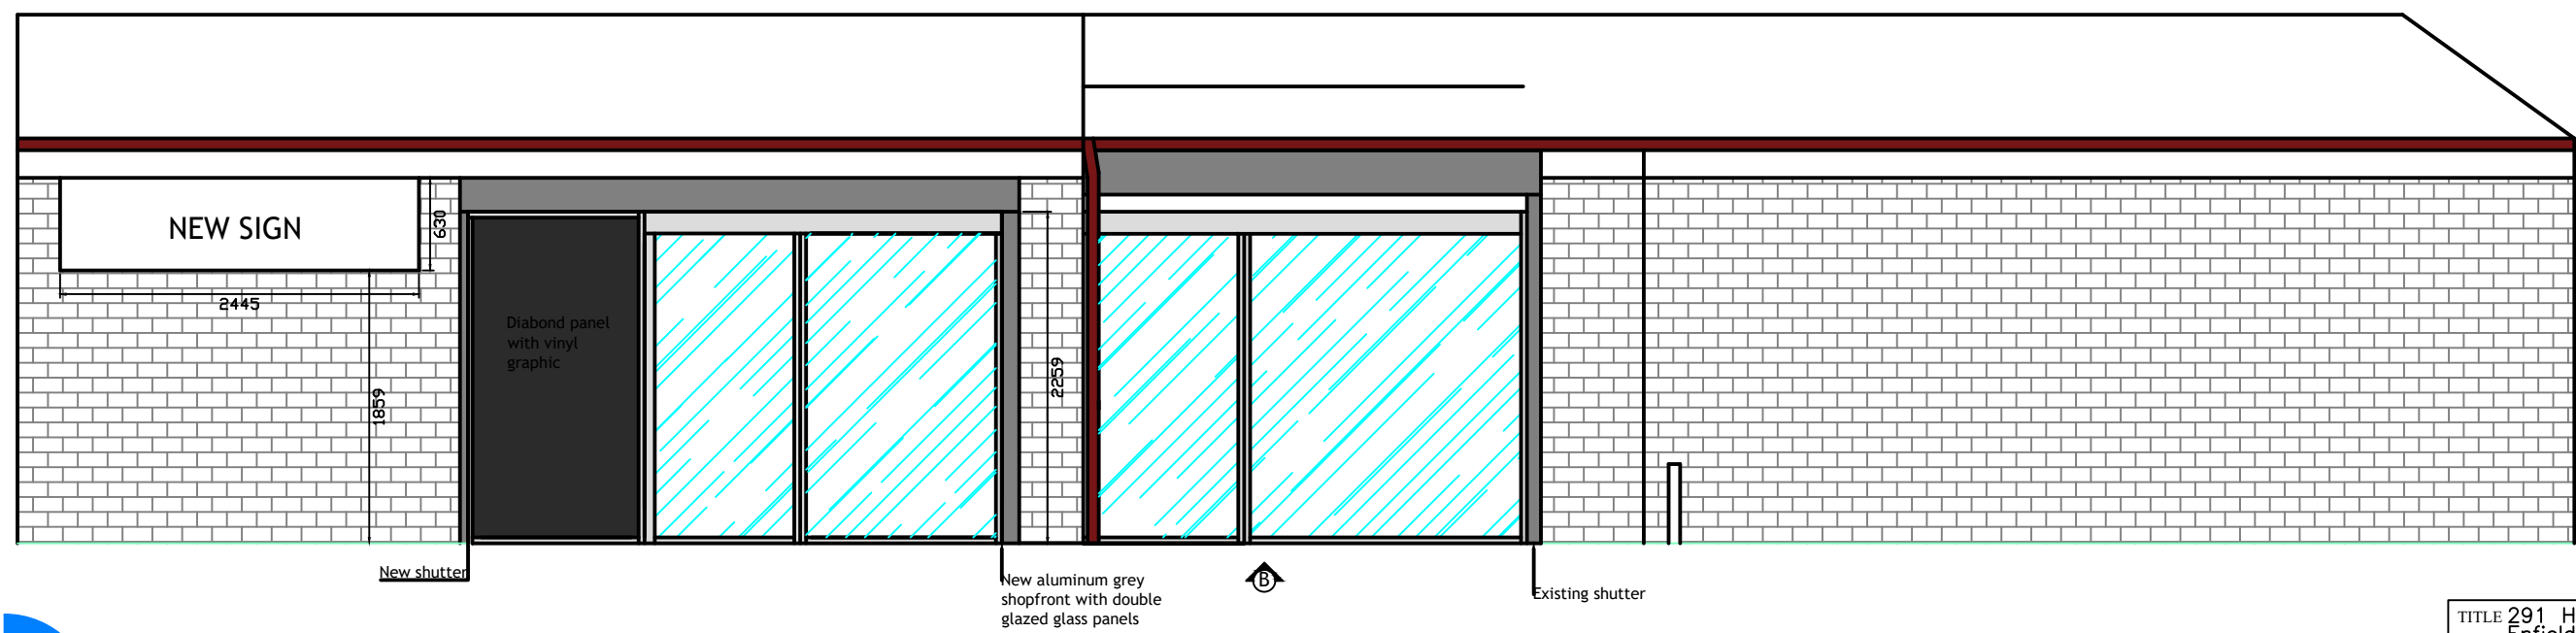 NEW SIGN
630
2445
Diabond panel
with vinyl
graphic
1859
2259
New shutter
New aluminum grey
shopfront with double
glazed glass panels
B
Existing shutter
TITLE 291 H
Enfield